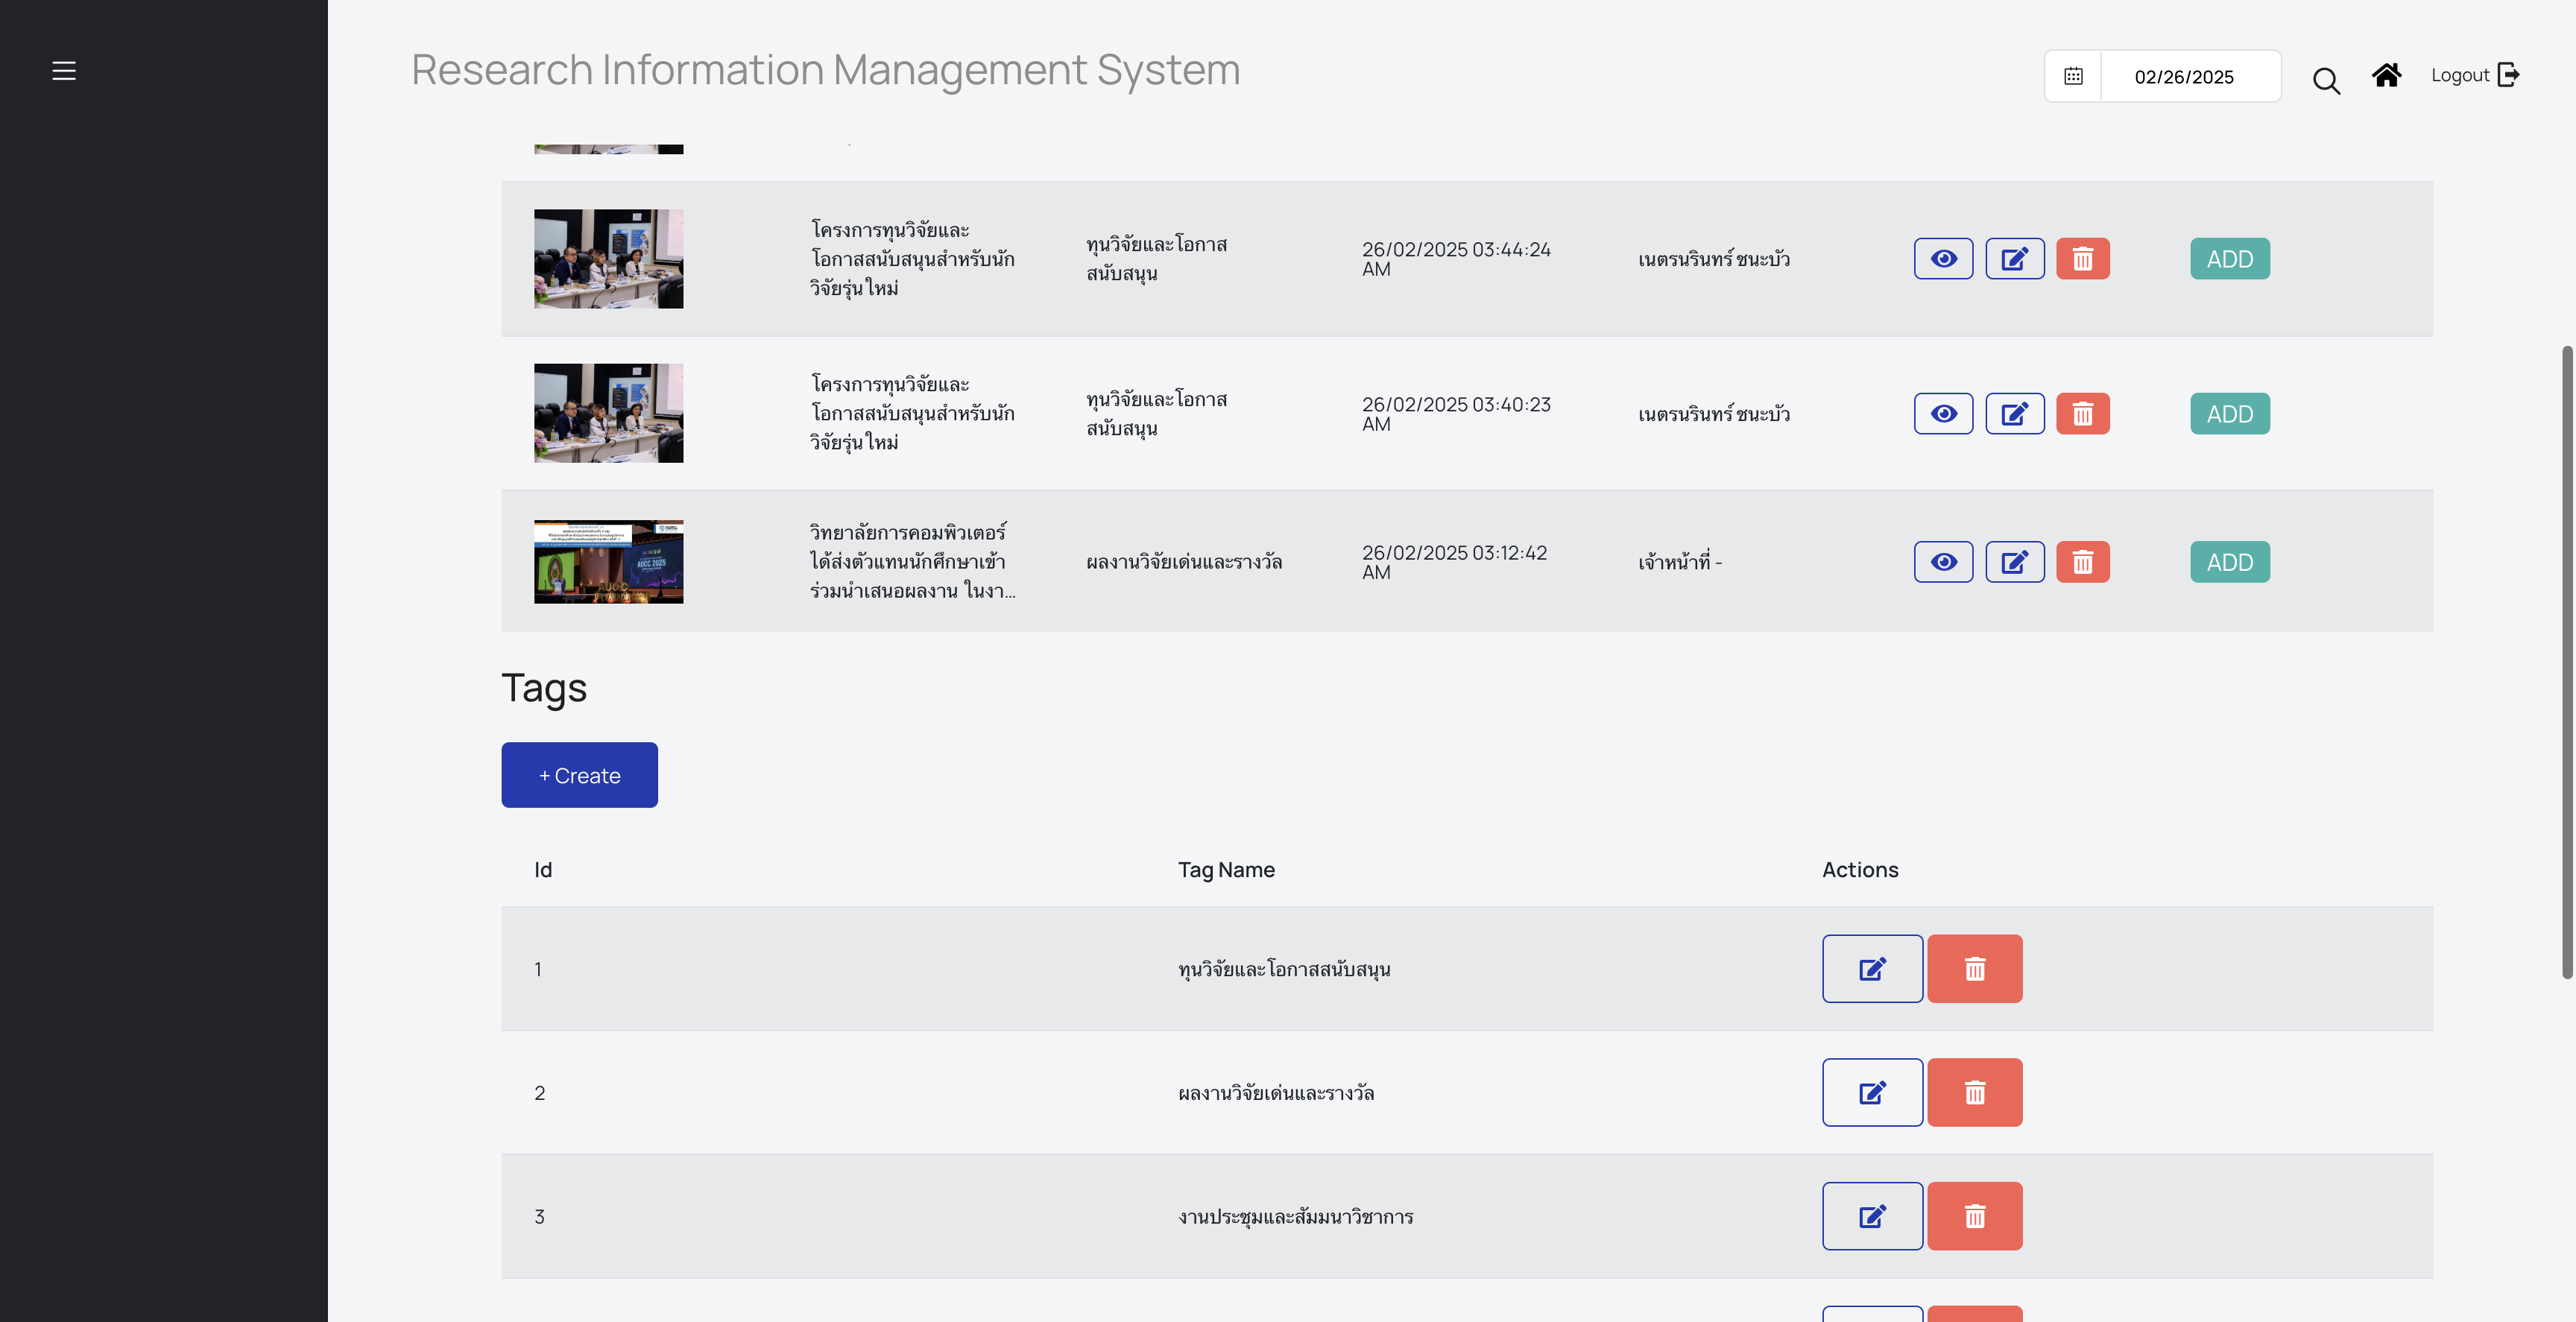 Research Information Management System
02/26/2025
Logout
โครงการทุนวิจัยและ
โอกาสสนับสนุนสำหรับนัก
วิจัยรุ่นใหม่
ทุนวิจัยและโอกาส
สนับสนุน
26/02/2025 03:44:24
AM
เนตรนรินทร์ ชนะบัว
ADD
โครงการทุนวิจัยและ
โอกาสสนับสนุนสำหรับนัก
วิจัยรุ่นใหม่
ทุนวิจัยและโอกาส
สนับสนุน
26/02/2025 03:40:23
AM
เนตรนรินทร์ ชนะบัว
ADD
AUCC 2025
AUCC
วิทยาลัยการคอมพิวเตอร์
ได้ส่งตัวแทนนักศึกษาเข้า
ร่วมนำเสนอผลงาน ในงา...
ผลงานวิจัยเด่นและรางวัล
26/02/2025 03:12:42
AM
เจ้าหน้าที่ -
ADD
Tags
+ Create
Id
Tag Name
Actions
1
ทุนวิจัยและโอกาสสนับสนุน
2
ผลงานวิจัยเด่นและรางวัล
3
งานประชุมและสัมมนาวิชาการ